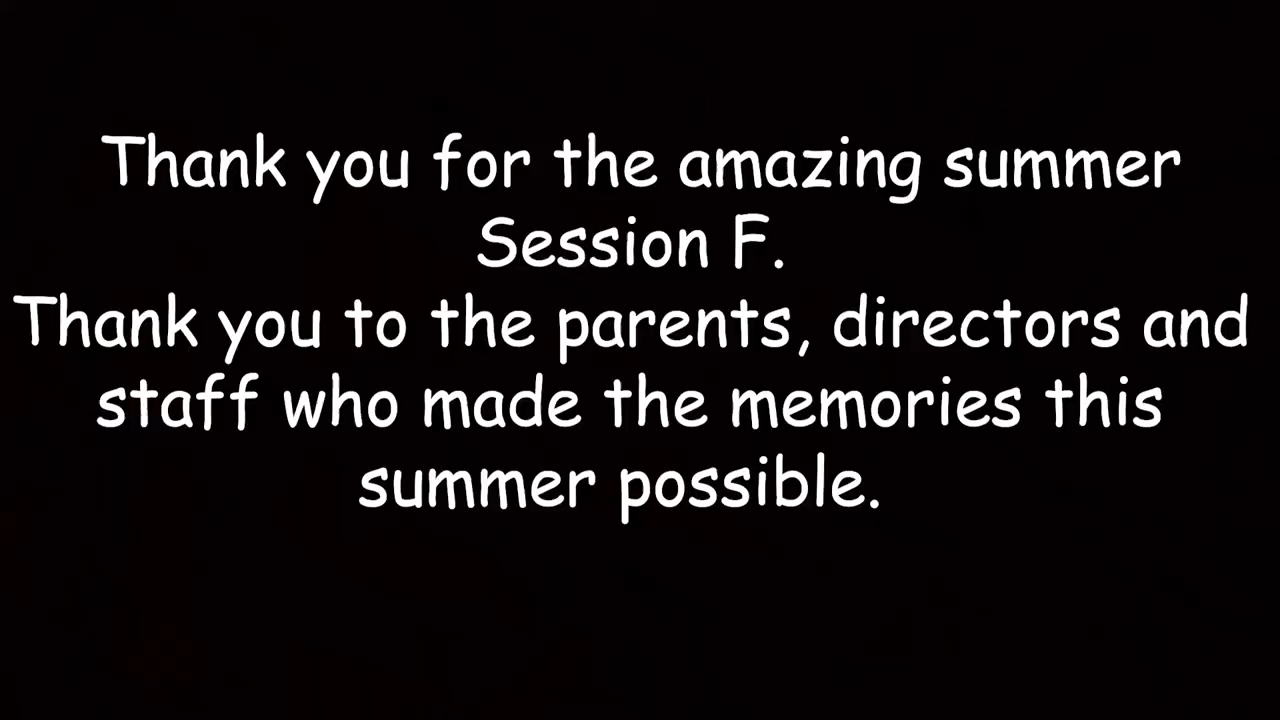 Thank you for the amazing summer
Session F.
Thank you to the parents, directors and
staff who made the memories this
summer possible.